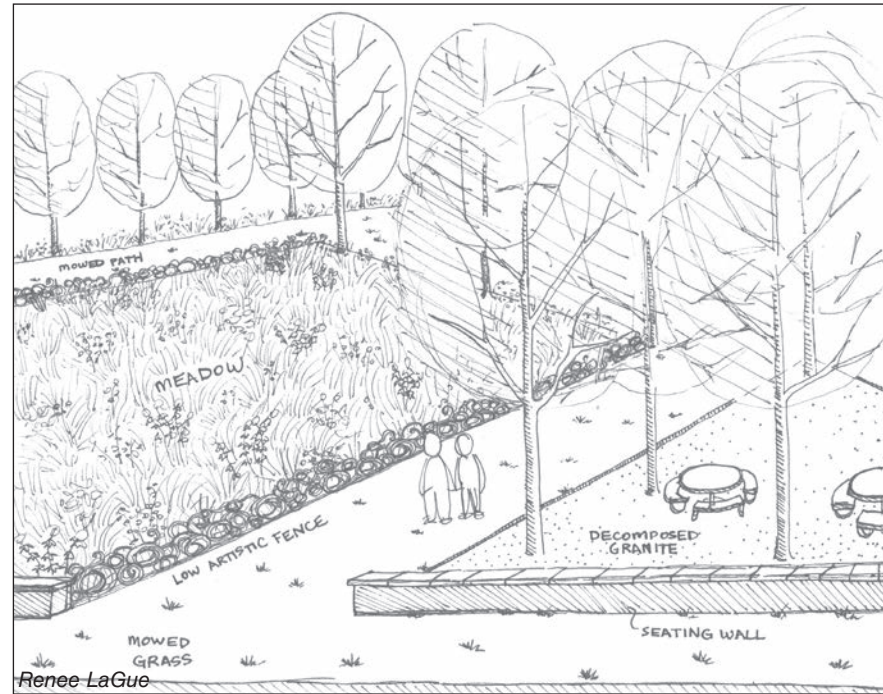 MOWED PATH
MEADOW
LOW ARTISTIC FENCE
DECOMPOSED
GRANITE
SEATING WALL
MOWED
GRASS
Renee LaGue